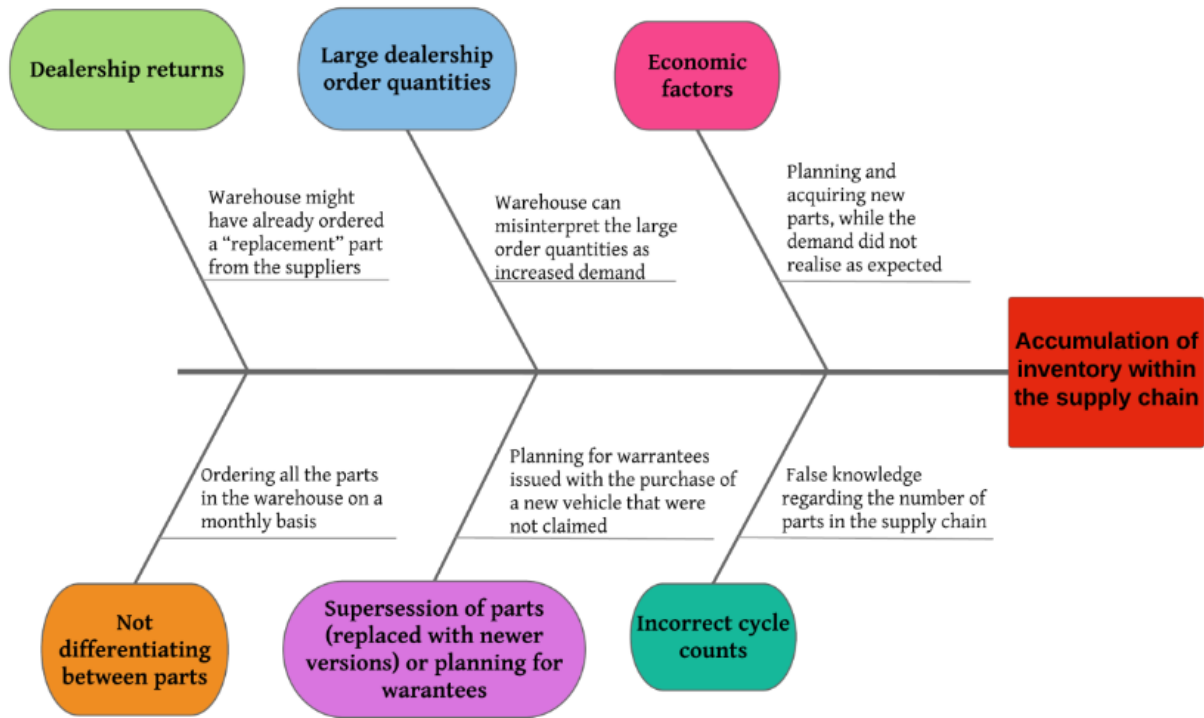 Dealership returns
Large dealership
order quantities
Economic
factors
Warehouse might
have already ordered
a “replacement” part
from the suppliers
Warehouse can
misinterpret the large
order quantities as
increased demand
Planning and
acquiring new
parts, while the
demand did not
realise as expected
Accumulation of
inventory within
the supply chain
Ordering all the parts
in the warehouse on a
monthly basis
Planning for warrantees
issued with the purchase of
a new vehicle that were
not claimed
False knowledge
regarding the number of
parts in the supply chain
Not
differentiating
between parts
Supersession of parts
(replaced with newer
versions) or planning for
warantees
Incorrect cycle
counts